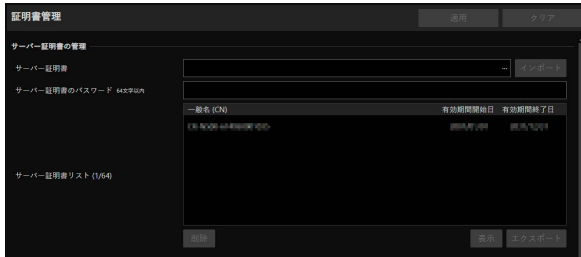 証明書管理
適用 クリア
サーバー証明書の管理
サーバー証明書 ... インポート
サーバー証明書のパスワード 64文字以内
一般名 (CN) 有効期間開始日 有効期間終了日
サーバー証明書リスト (1/64)
削除 表示 エクスポート